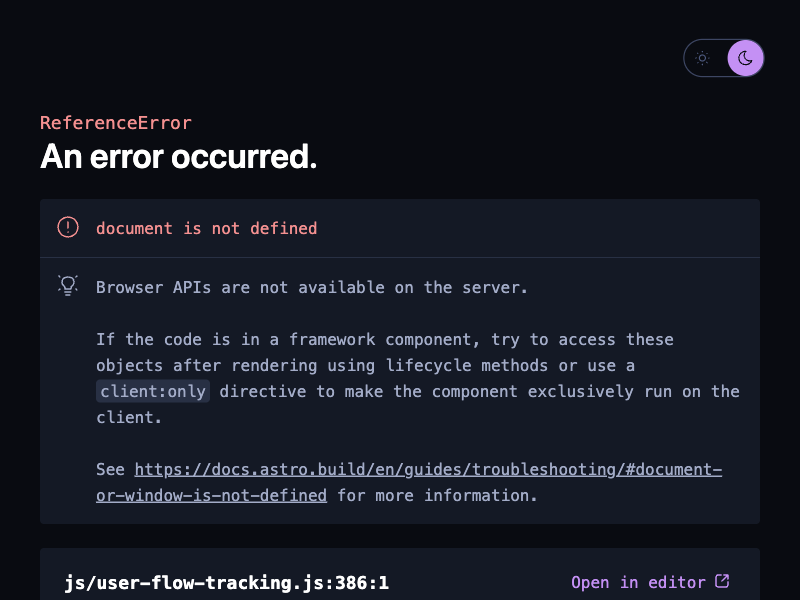 ReferenceError
An error occurred.
document is not defined
Browser APIs are not available on the server.
If the code is in a framework component, try to access these
objects after rendering using lifecycle methods or use a
client:only directive to make the component exclusively run on the
client.
See https://docs.astro.build/en/guides/troubleshooting/#document-
or-window-is-not-defined for more information.
js/user-flow-tracking.js:386:1
Open in editor